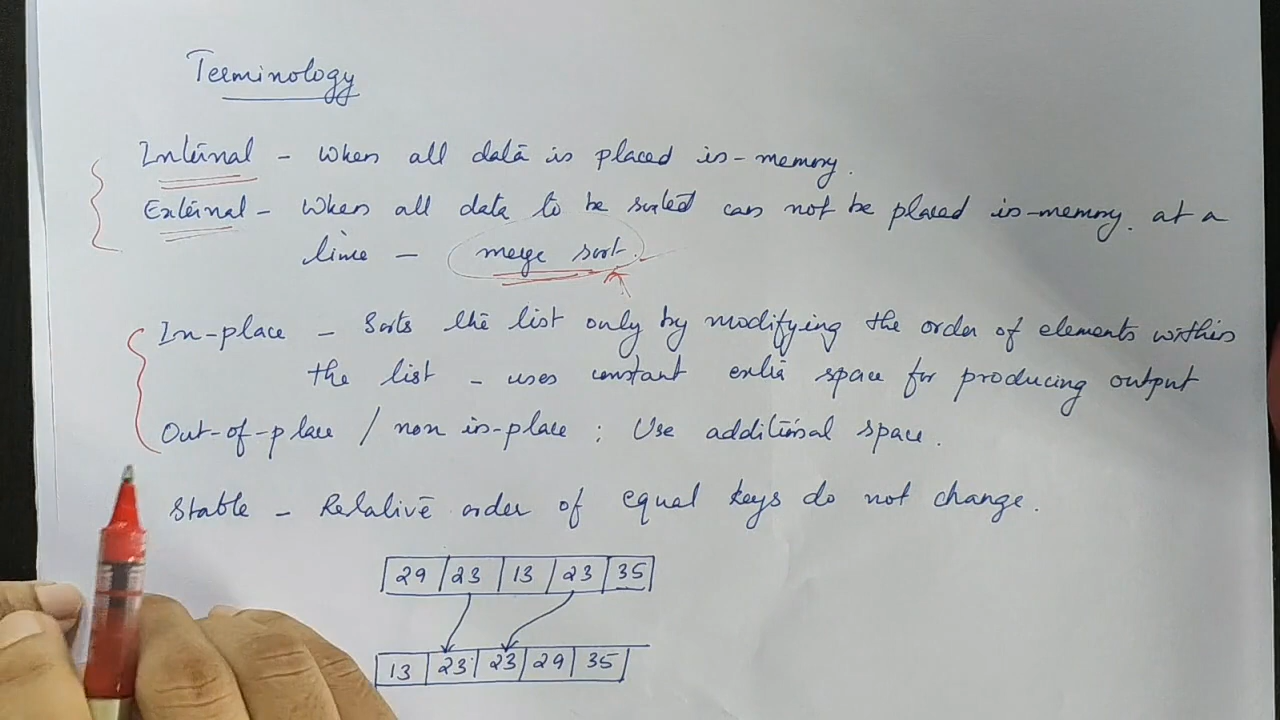 Terminology
Internal - When all data is placed in-memory.
External - When all data to be sorted can not be placed in-memory. at a
time - merge sort.
In-place - Sorts the list only by modifying the order of elements within
the list - uses constant extra space for producing output
Out-of-place / non in-place ; Use additional space.
Stable - Relative order of equal keys do not change.
29 23 13 23 35
13 23 23 29 35